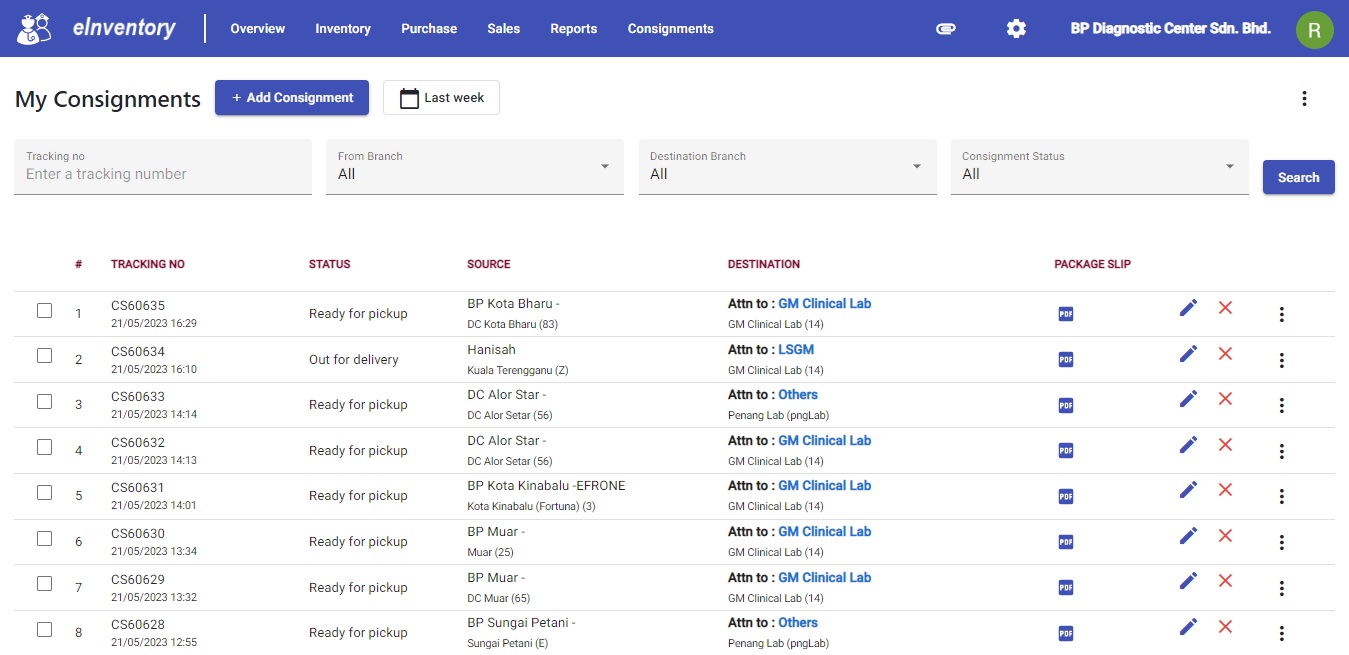 eInventory Overview Inventory Purchase Sales Reports Consignments BP Diagnostic Center Sdn. Bhd. R
My Consignments + Add Consignment Last week
Tracking no From Branch Destination Branch Consignment Status
Enter a tracking number All All All Search
# TRACKING NO STATUS SOURCE DESTINATION PACKAGE SLIP
1 CS60635 Ready for pickup BP Kota Bharu - Attn to : GM Clinical Lab PDF
21/05/2023 16:29 DC Kota Bharu (83) GM Clinical Lab (14)
2 CS60634 Out for delivery Hanisah Attn to : LSGM PDF
21/05/2023 16:10 Kuala Terengganu (Z) GM Clinical Lab (14)
3 CS60633 Ready for pickup DC Alor Star - Attn to : Others PDF
21/05/2023 14:14 DC Alor Setar (56) Penang Lab (pngLab)
4 CS60632 Ready for pickup DC Alor Star - Attn to : GM Clinical Lab PDF
21/05/2023 14:13 DC Alor Setar (56) GM Clinical Lab (14)
5 CS60631 Ready for pickup BP Kota Kinabalu -EFRONE Attn to : GM Clinical Lab PDF
21/05/2023 14:01 Kota Kinabalu (Fortuna) (3) GM Clinical Lab (14)
6 CS60630 Ready for pickup BP Muar - Attn to : GM Clinical Lab PDF
21/05/2023 13:34 Muar (25) GM Clinical Lab (14)
7 CS60629 Ready for pickup BP Muar - Attn to : GM Clinical Lab PDF
21/05/2023 13:32 DC Muar (65) GM Clinical Lab (14)
8 CS60628 Ready for pickup BP Sungai Petani - Attn to : Others PDF
21/05/2023 12:55 Sungai Petani (E) Penang Lab (pngLab)